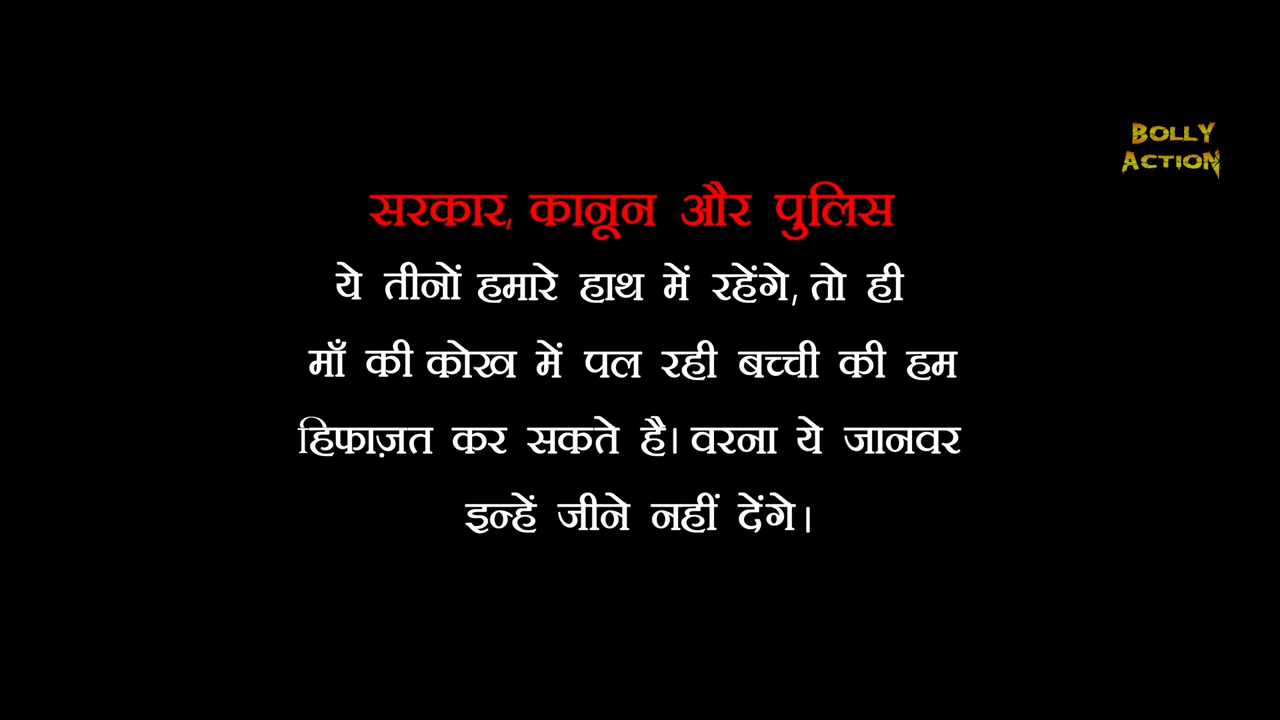 BOLLY
ACTION
सरकार, कानून और पुलिस
ये तीनों हमारे हाथ में रहेंगे, तो ही
माँ की कोख में पल रही बच्ची की हम
हिफाज़त कर सकते है। वरना ये जानवर
इन्हें जीने नहीं देंगे।